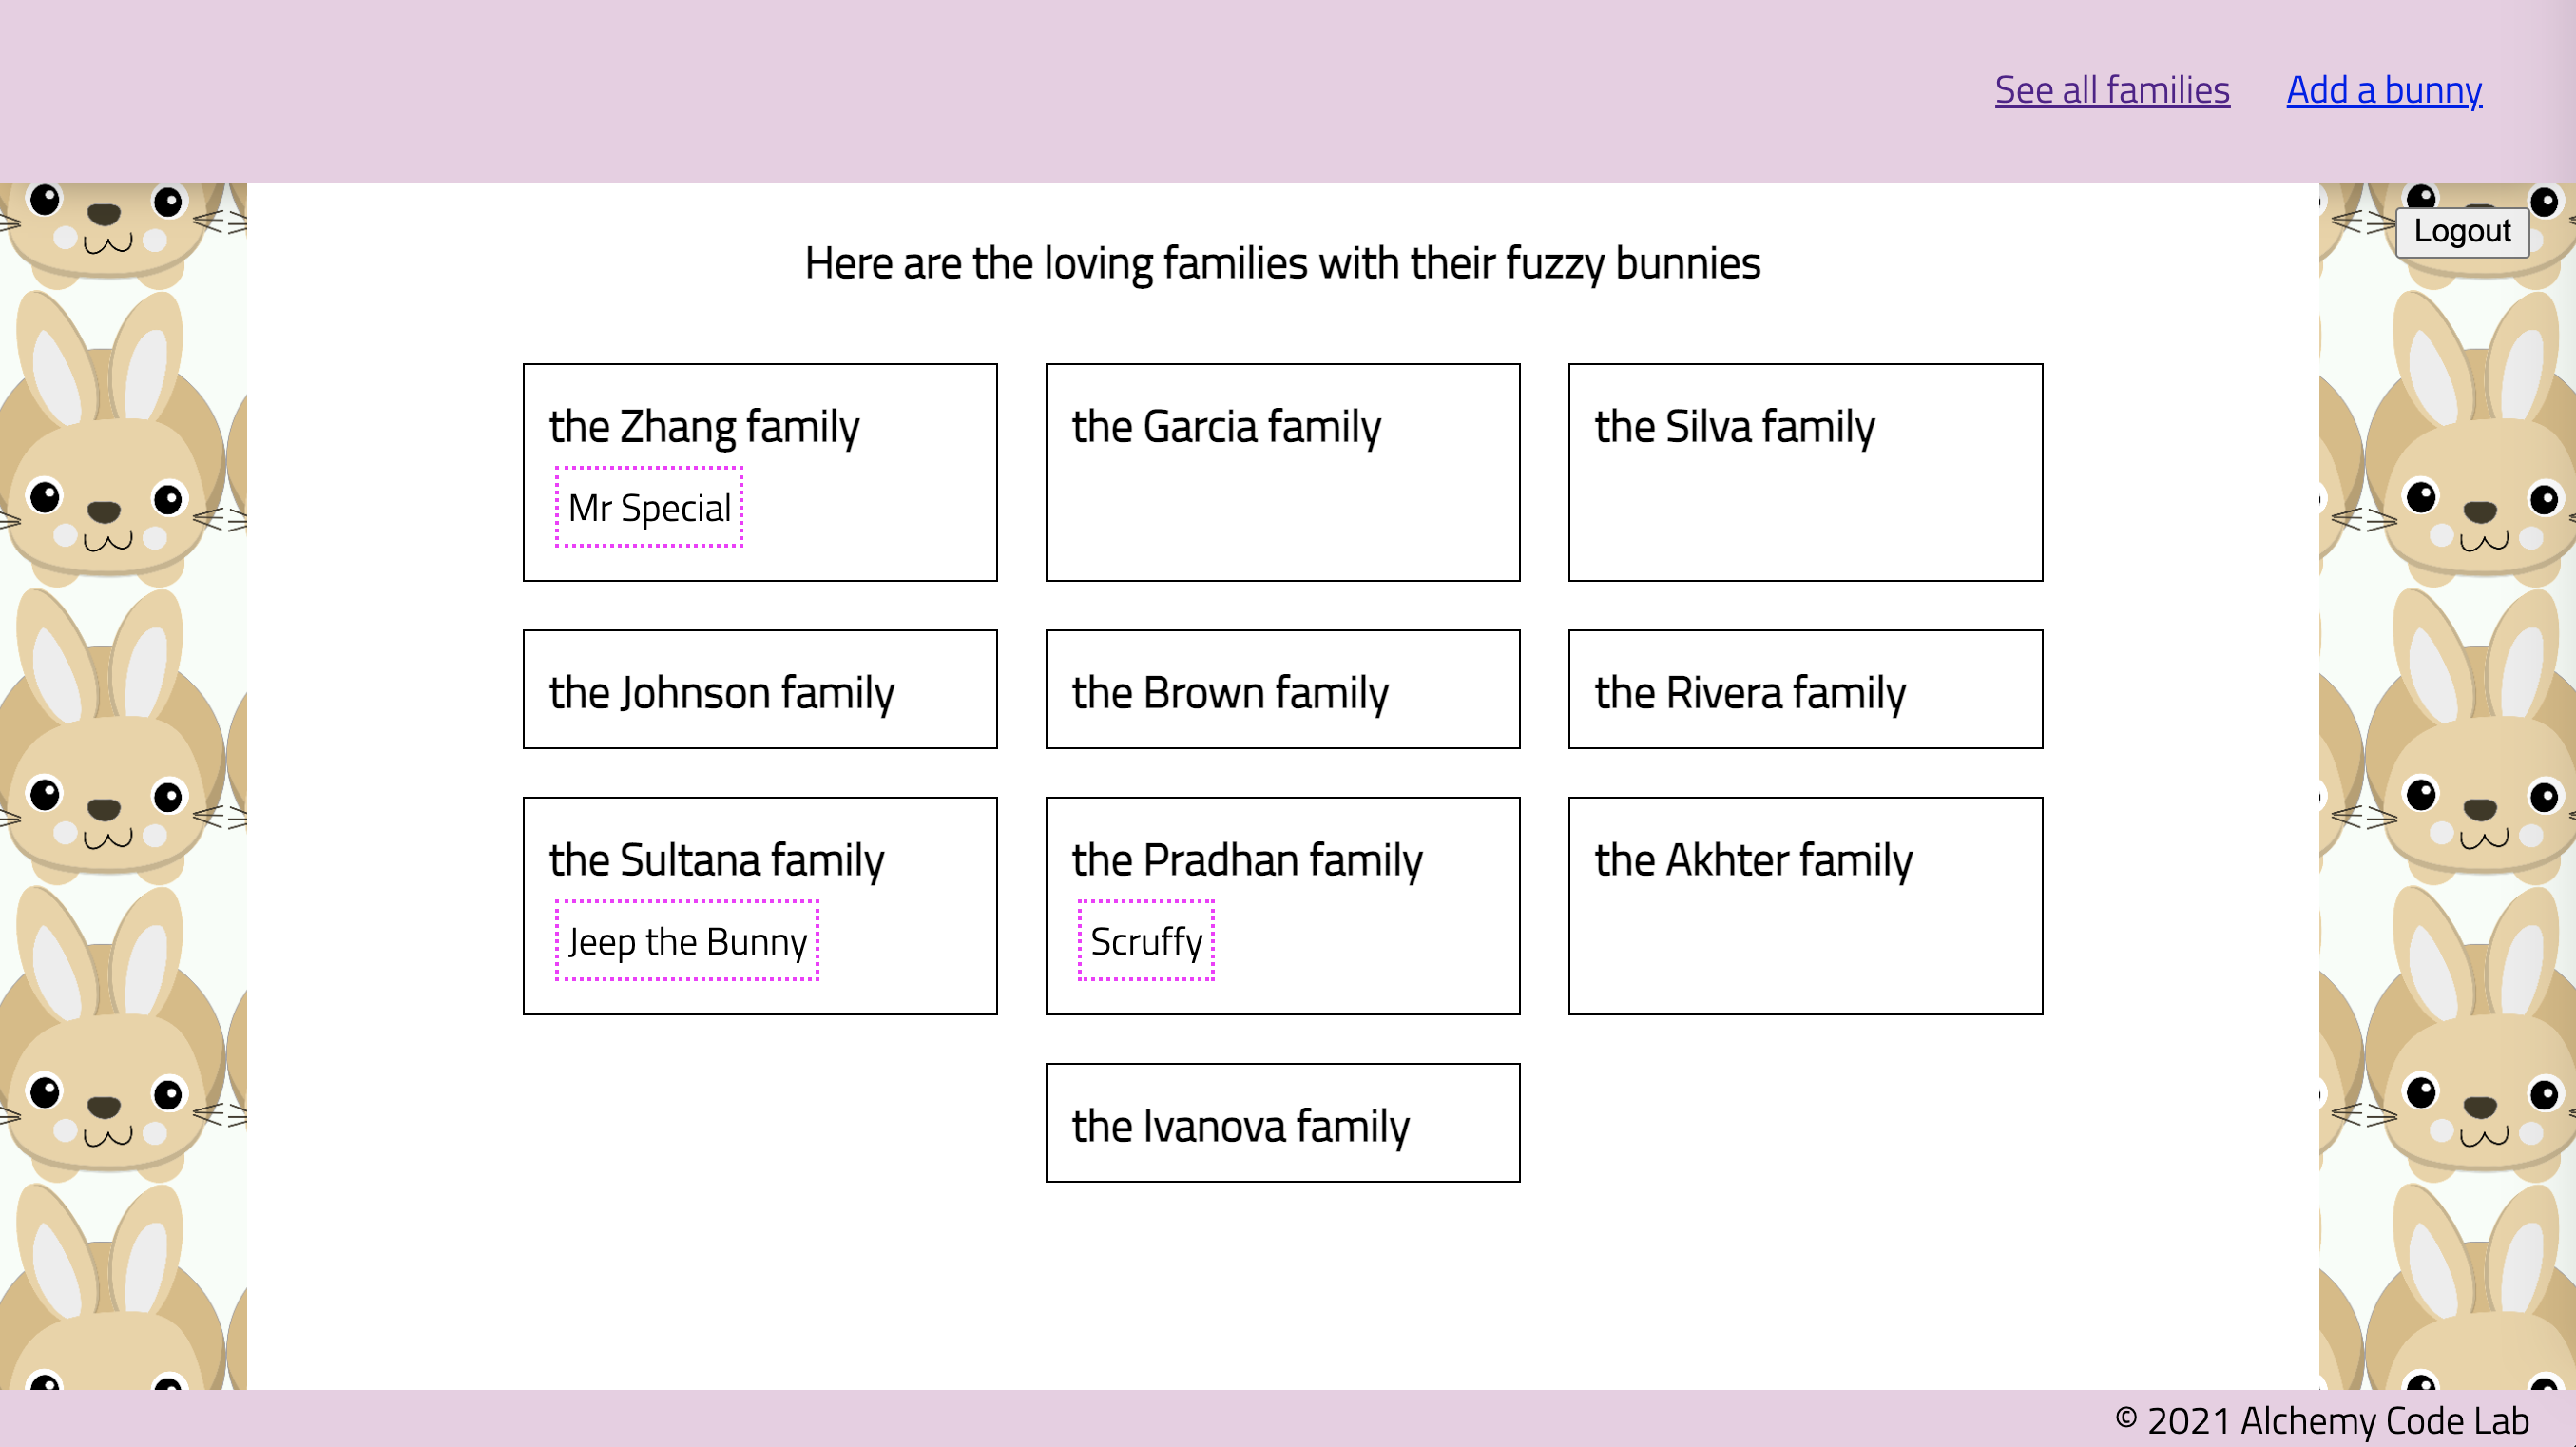 See all families Add a bunny
Logout
Here are the loving families with their fuzzy bunnies
the Zhang family
Mr Special
the Garcia family
the Silva family
the Johnson family
the Brown family
the Rivera family
the Sultana family
Jeep the Bunny
the Pradhan family
Scruffy
the Akhter family
the Ivanova family
© 2021 Alchemy Code Lab